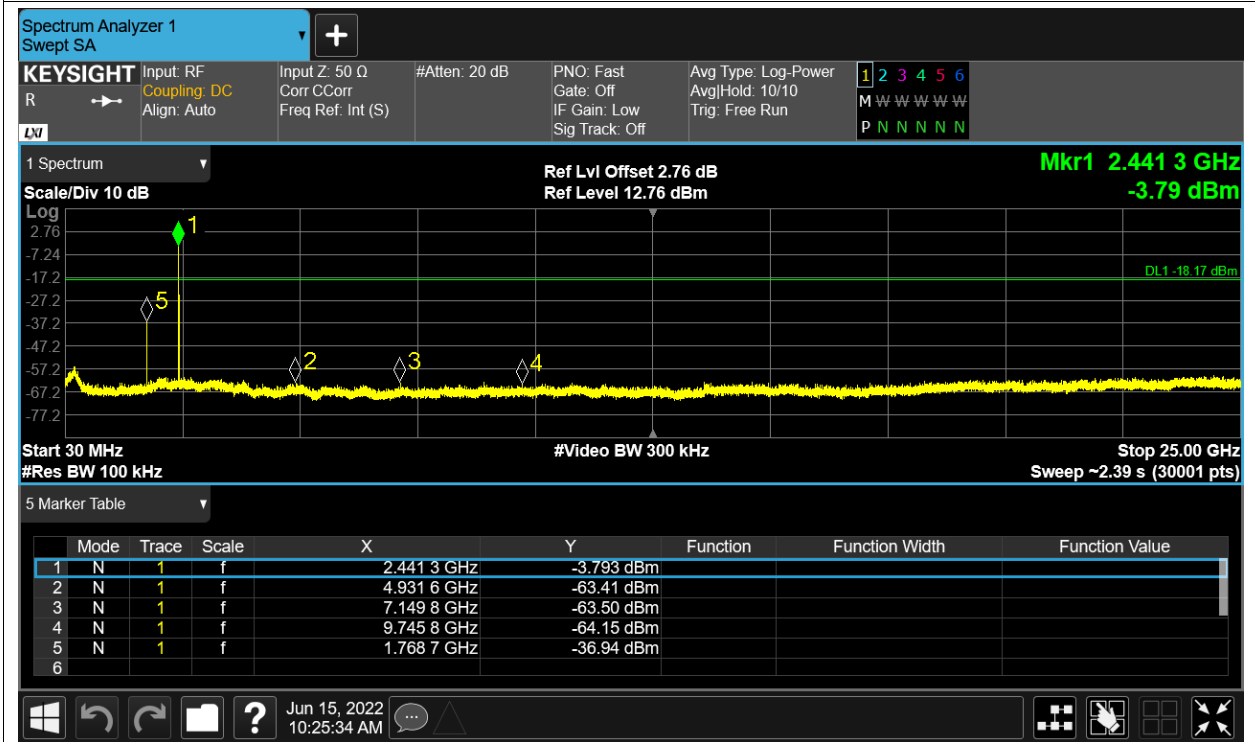 Spectrum Analyzer 1
Swept SA
KEYSIGHT
R
LXI
Input: RF
Coupling: DC
Align: Auto
Input Z: 50 Ω
Corr CCorr
Freq Ref: Int (S)
#Atten: 20 dB
PNO: Fast
Gate: Off
IF Gain: Low
Sig Track: Off
Avg Type: Log-Power
Avg|Hold: 10/10
Trig: Free Run
1 2 3 4 5 6
M W W W W W
P N N N N N
1 Spectrum
Scale/Div 10 dB
Ref Lvl Offset 2.76 dB
Ref Level 12.76 dBm
Mkr1 2.441 3 GHz
-3.79 dBm
Log
2.76
-7.24
-17.2
-27.2
-37.2
-47.2
-57.2
-67.2
-77.2
1
5
2
3
4
DL1 -18.17 dBm
Start 30 MHz
#Video BW 300 kHz
Stop 25.00 GHz
#Res BW 100 kHz
Sweep ~2.39 s (30001 pts)
5 Marker Table
Mode Trace Scale X Y Function Function Width Function Value
1 N 1 f 2.441 3 GHz -3.793 dBm
2 N 1 f 4.931 6 GHz -63.41 dBm
3 N 1 f 7.149 8 GHz -63.50 dBm
4 N 1 f 9.745 8 GHz -64.15 dBm
5 N 1 f 1.768 7 GHz -36.94 dBm
6
?
Jun 15, 2022
10:25:34 AM